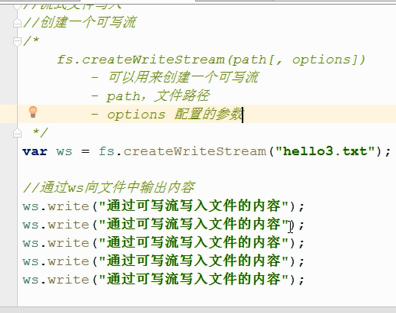 //流式文件写入
//创建一个可写流
/*
fs.createWriteStream(path[, options])
- 可以用来创建一个可写流
- path，文件路径
- options 配置的参数
*/
var ws = fs.createWriteStream("hello3.txt");
//通过ws向文件中输出内容
ws.write("通过可写流写入文件的内容");
ws.write("通过可写流写入文件的内容");
ws.write("通过可写流写入文件的内容");
ws.write("通过可写流写入文件的内容");
ws.write("通过可写流写入文件的内容");